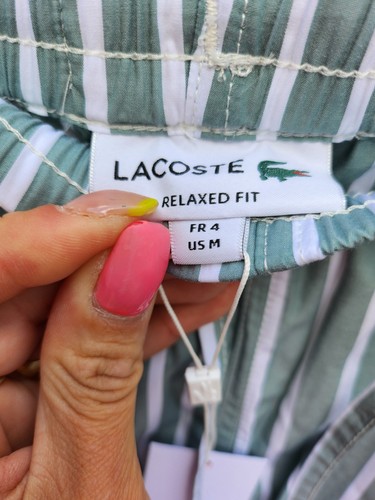 LACOSTE
RELAXED FIT
FR 4
US M